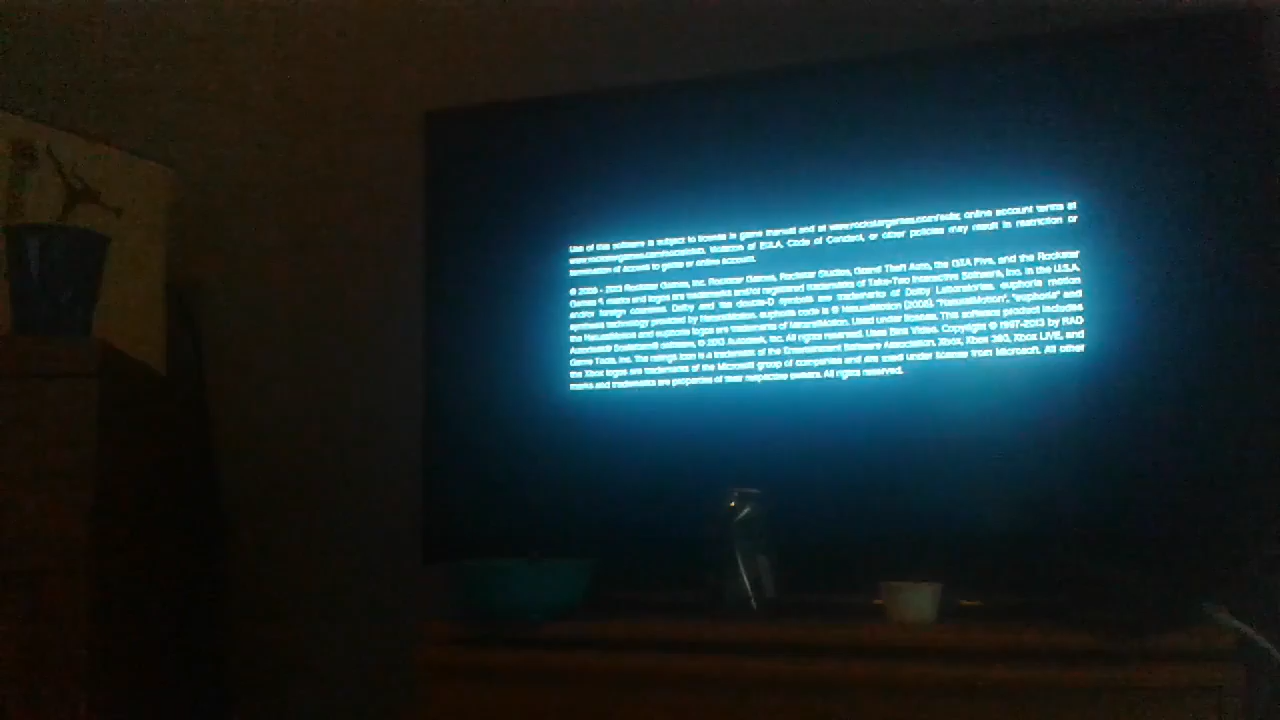 Use of this software is subject to license in game manual and at www.rockstargames.com/eula; online account terms at
www.rockstargames.com/socialclub. Violation of EULA, Code of Conduct, or other policies may result in restriction or
termination of access to game or online account.
© 2008 - 2013 Rockstar Games, Inc. Rockstar Games, Rockstar Studios, Grand Theft Auto, the GTA Five, and the Rockstar
Games marks and logos are trademarks and/or registered trademarks of Take-Two Interactive Software, Inc. in the U.S.A.
and/or foreign countries. Dolby and the double-D symbols are trademarks of Dolby Laboratories. euphoria motion
synthesis technology provided by NaturalMotion. euphoria code is © NaturalMotion (2008). "NaturalMotion", "euphoria" and
the NaturalMotion and euphoria logos are trademarks of NaturalMotion. Used under license. This software product includes
Autodesk software, © 2013 Autodesk, Inc. All rights reserved. Uses Bink Video. Copyright © 1997-2013 by RAD
Game Tools, Inc. The ratings icon is a trademark of the Entertainment Software Association. Xbox, Xbox 360, Xbox LIVE, and
the Xbox logos are trademarks of the Microsoft group of companies and are used under license from Microsoft. All other
marks and trademarks are properties of their respective owners. All rights reserved.